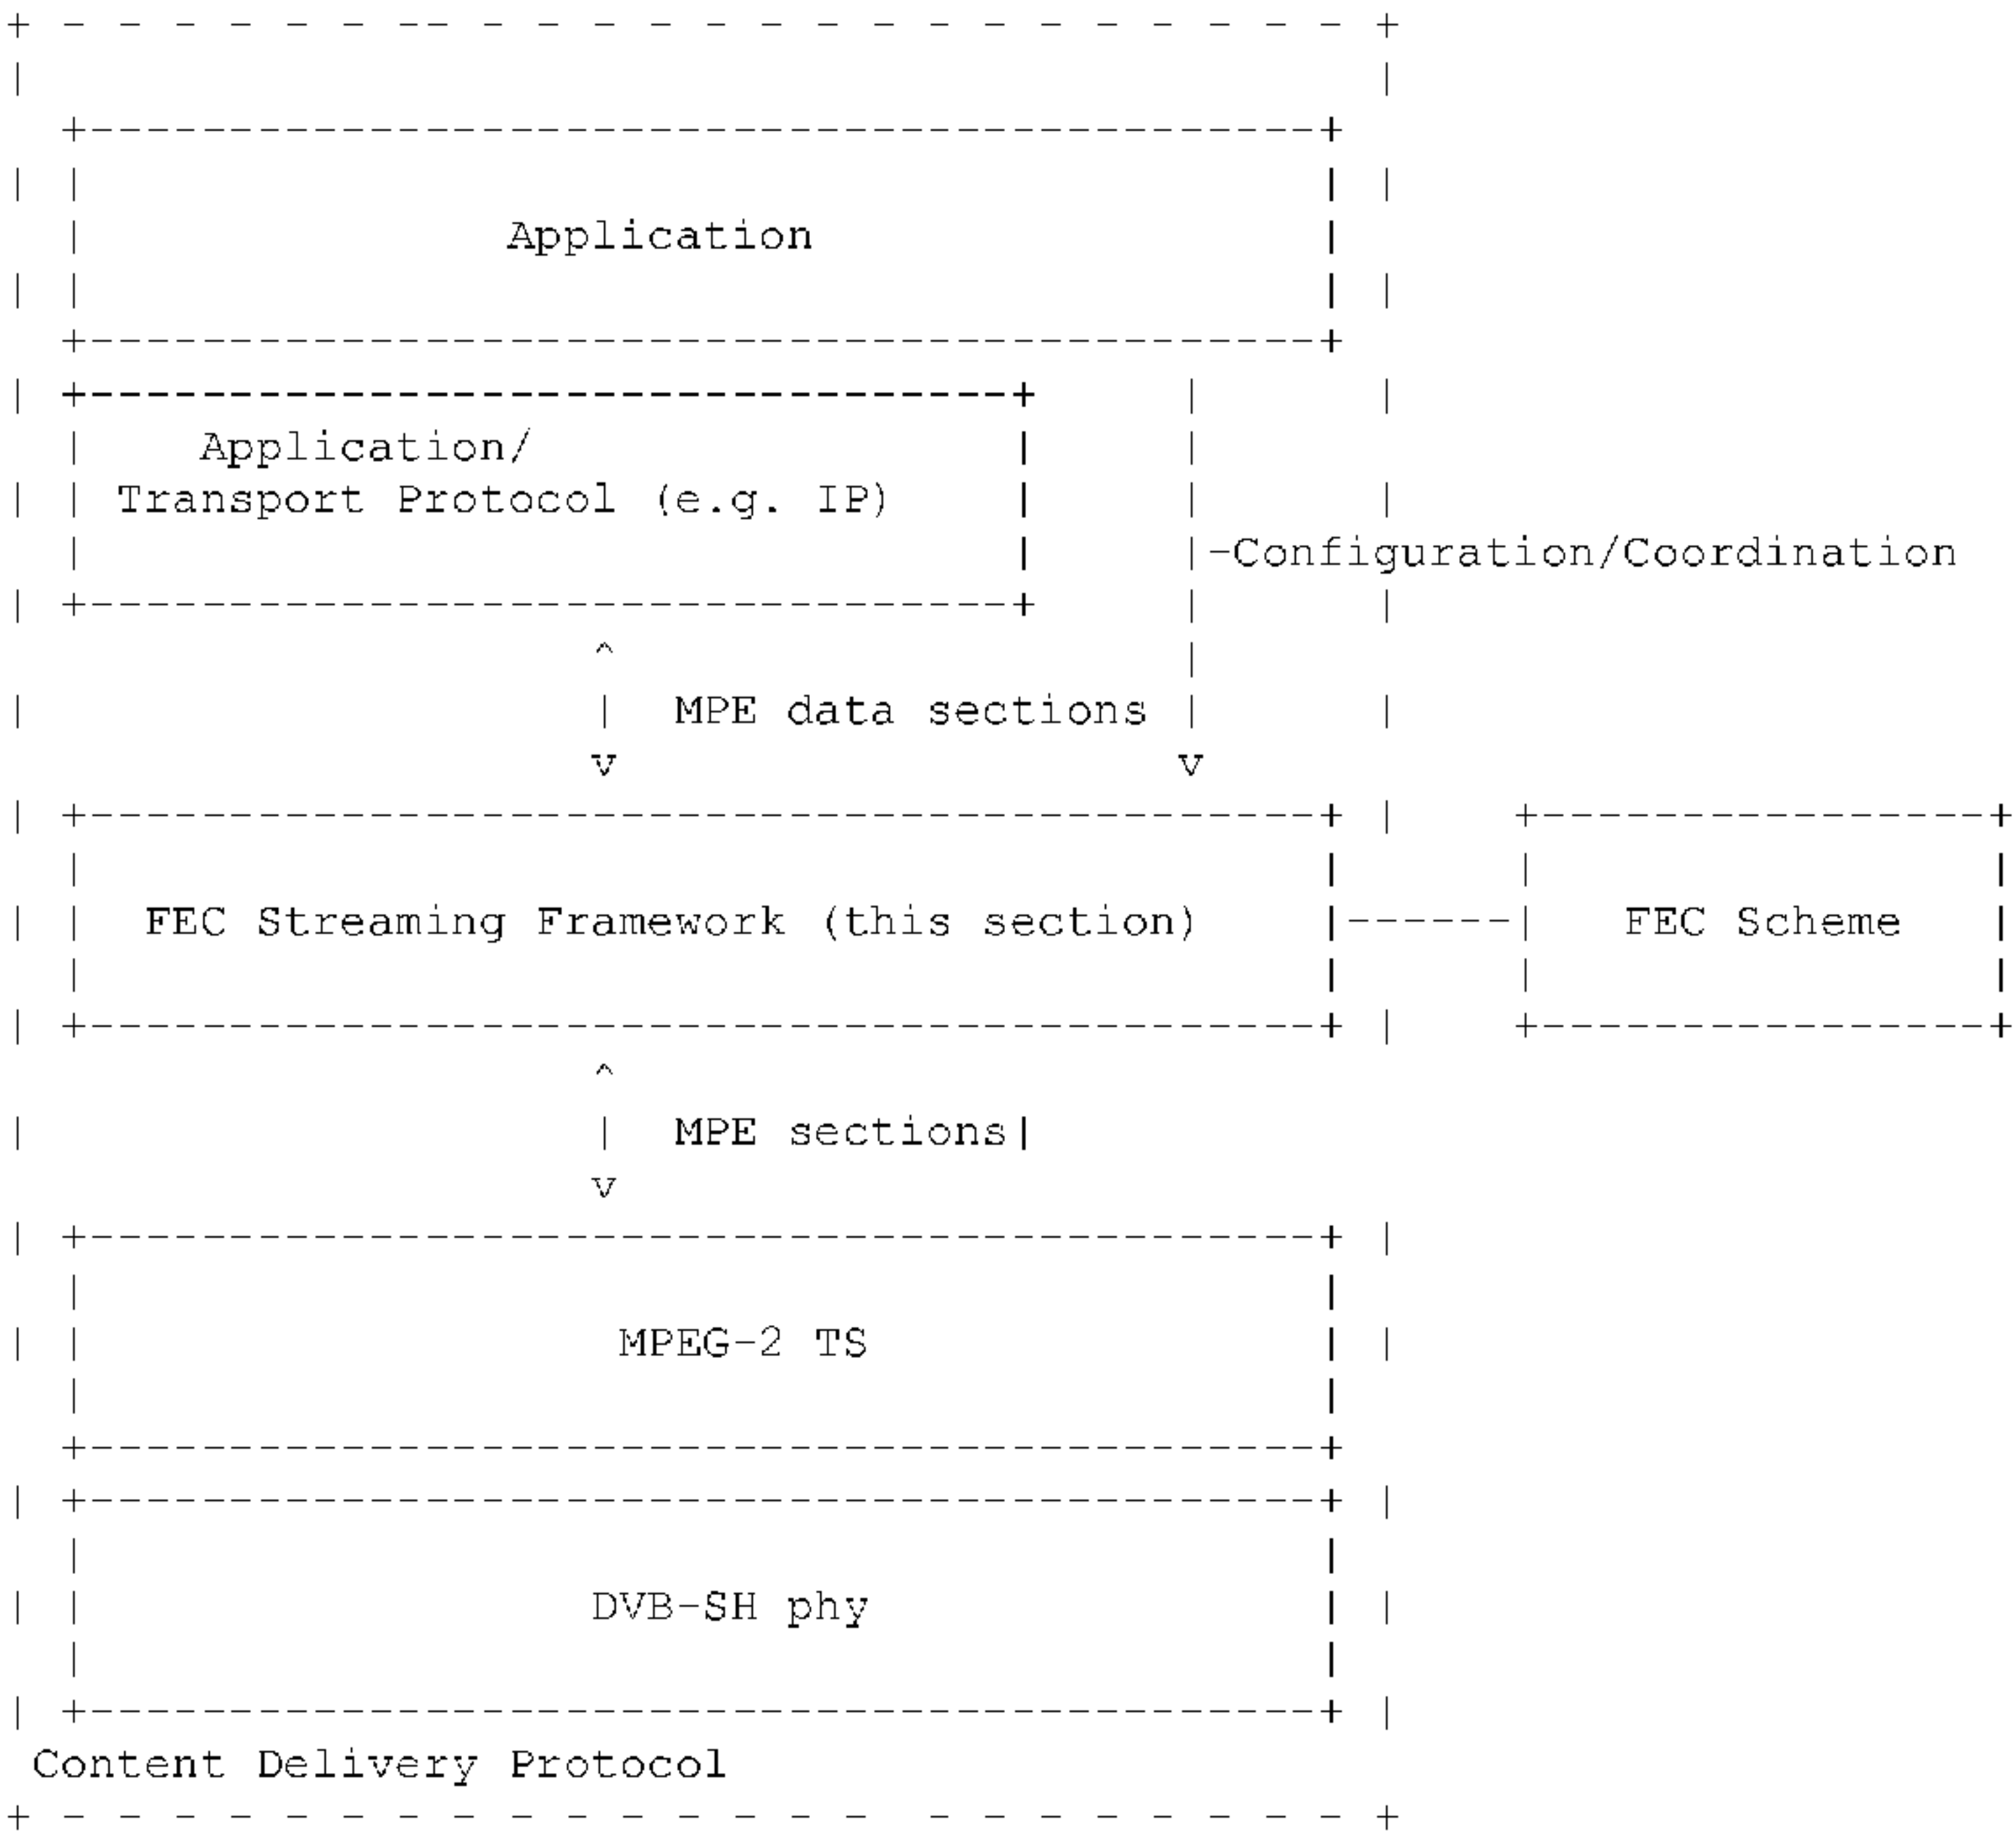 Application
Application/
Transport Protocol (e.g. IP)
-Configuration/Coordination
MPE data sections
FEC Streaming Framework (this section)
FEC Scheme
MPE sections
MPEG-2 TS
DVB-SH phy
Content Delivery Protocol